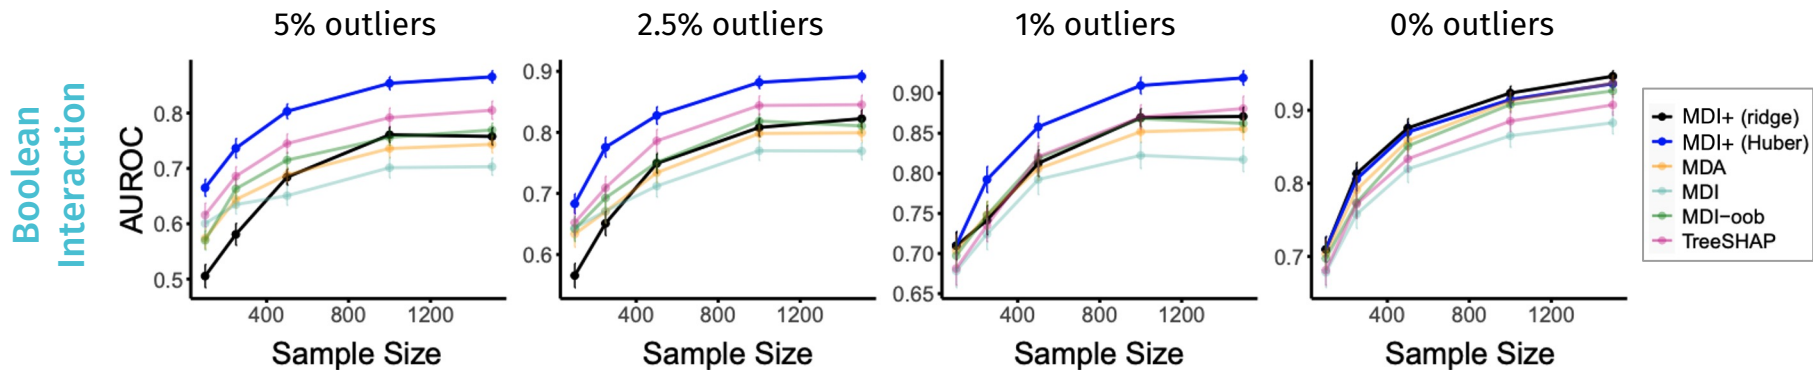 5% outliers
2.5% outliers
1% outliers
0% outliers
Boolean
Interaction
AUROC
0.8
0.7
0.6
0.5
400
800
1200
Sample Size
0.9
0.8
0.7
0.6
400
800
1200
Sample Size
0.90
0.85
0.80
0.75
0.70
0.65
400
800
1200
Sample Size
0.9
0.8
0.7
400
800
1200
Sample Size
MDI+ (ridge)
MDI+ (Huber)
MDA
MDI
MDI−oob
TreeSHAP